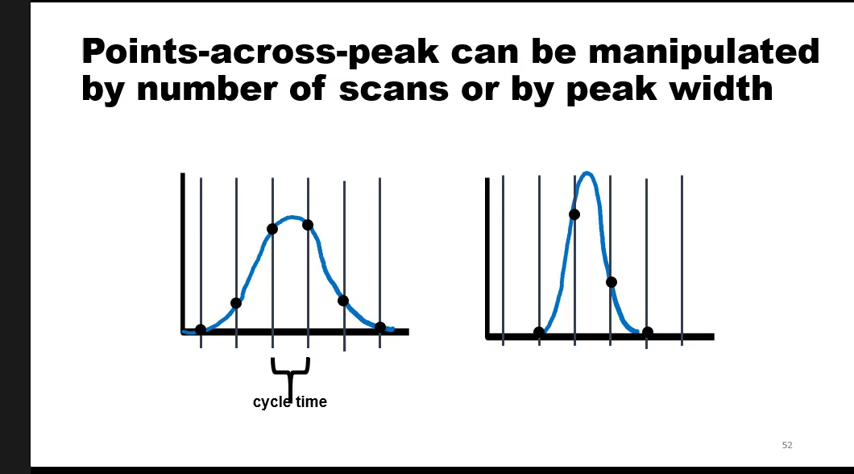 Points-across-peak can be manipulated
by number of scans or by peak width
cycle time
52